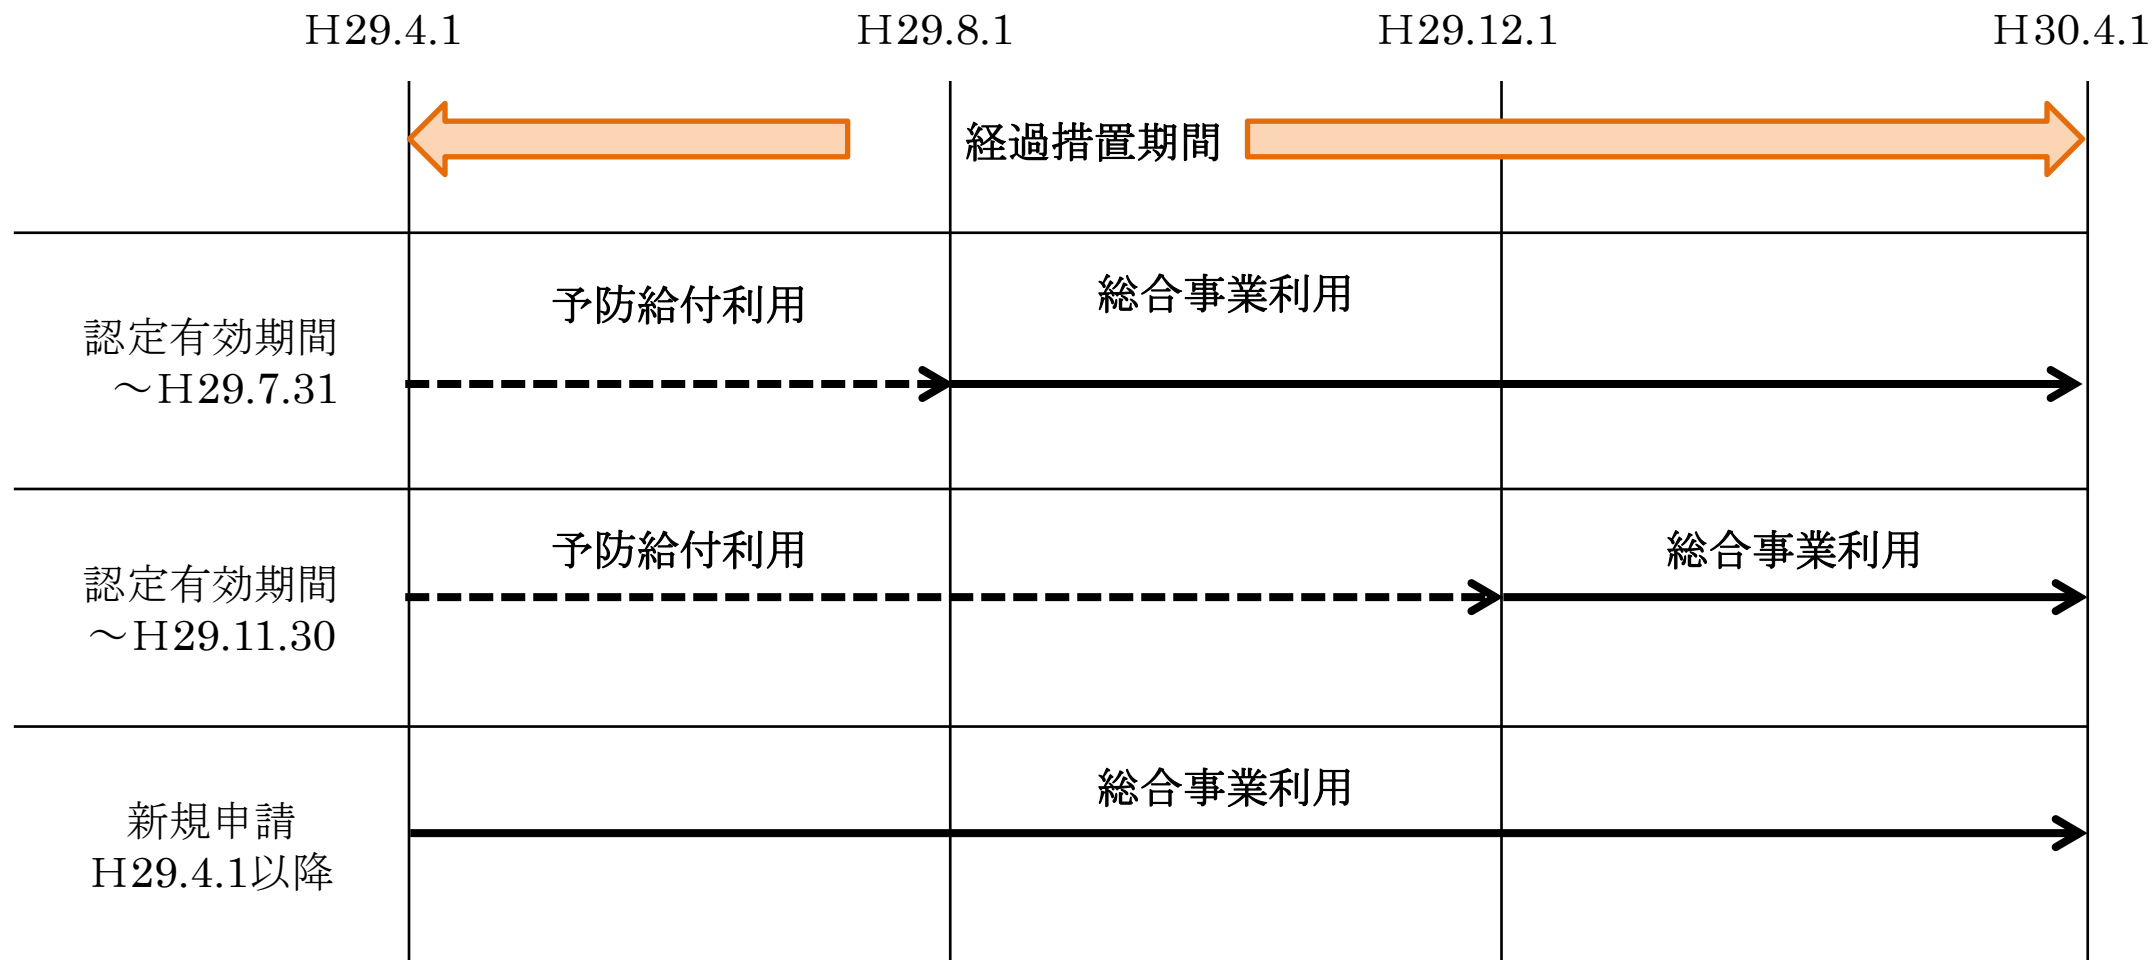 H29.4.1
H29.8.1
H29.12.1
H30.4.1
経過措置期間
認定有効期間
～H29.7.31
予防給付利用
総合事業利用
認定有効期間
～H29.11.30
予防給付利用
総合事業利用
新規申請
H29.4.1以降
総合事業利用